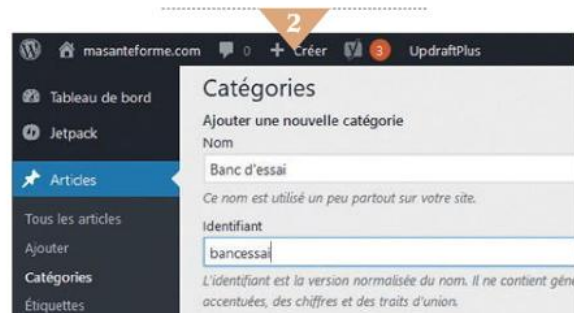 2
masanteforme.com 0 + Créer 3 UpdraftPlus
Tableau de bord
Jetpack
Articles
Tous les articles
Ajouter
Catégories
Étiquettes
Catégories
Ajouter une nouvelle catégorie
Nom
Banc d'essai
Ce nom est utilisé un peu partout sur votre site.
Identifiant
bancessai
L'identifiant est la version normalisée du nom. Il ne contient géné
accentuées, des chiffres et des traits d'union.